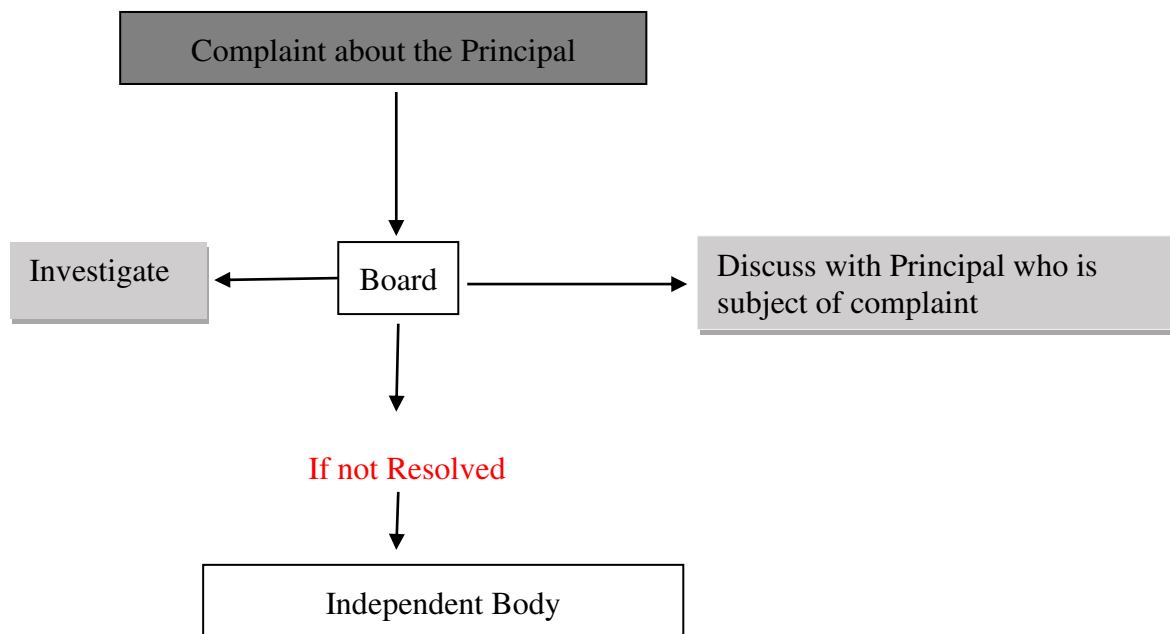 Complaint about the Principal
Investigate
Board
Discuss with Principal who is
subject of complaint
If not Resolved
Independent Body